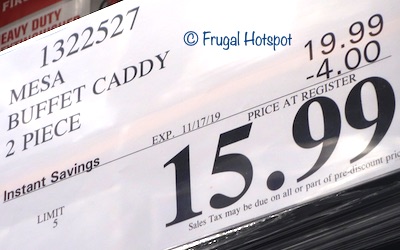 HEAVY DUTY
1322527
© Frugal Hotspot
MESA
19.99
BUFFET CADDY
-4.00
2 PIECE
EXP. 11/17/19
PRICE AT REGISTER
Instant Savings
15.99
LIMIT
5
Sales Tax may be due on all or part of pre-discount price